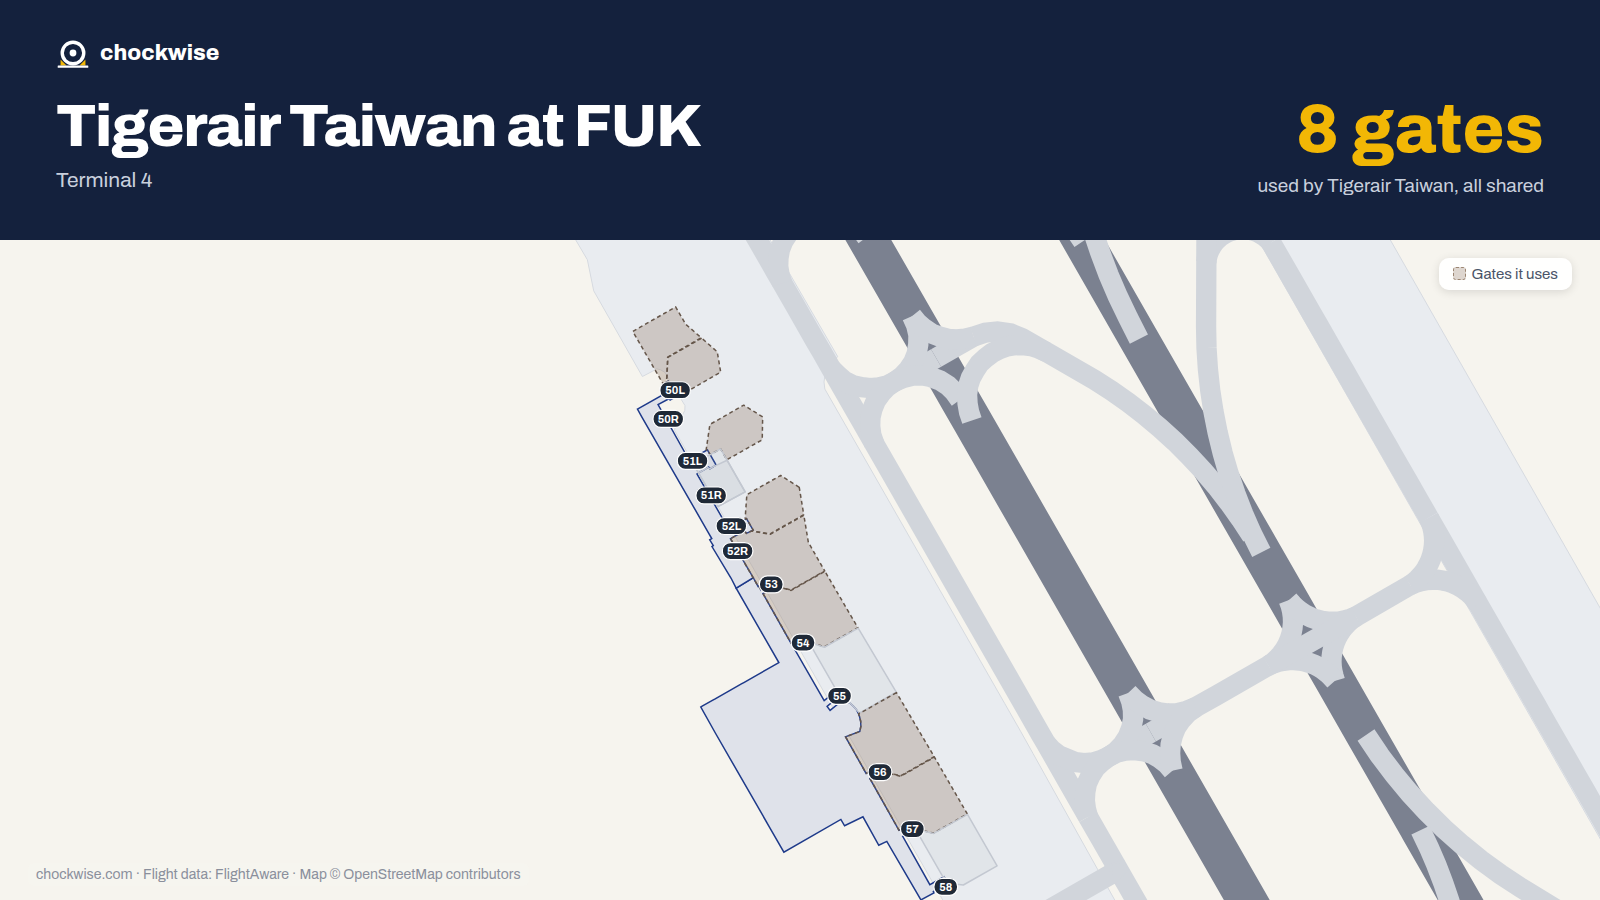 chockwise
Tigerair Taiwan at FUK
Terminal 4
8 gates
used by Tigerair Taiwan, all shared
Gates it uses
50L
50R
51L
51R
52L
52R
53
54
55
56
57
58
chockwise.com · Flight data: FlightAware · Map © OpenStreetMap contributors